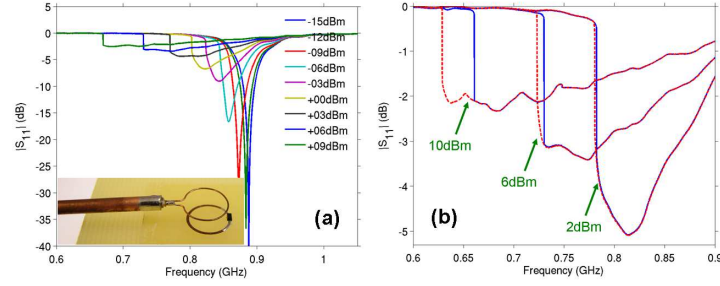 5
0
-5
-10
-15
-20
-25
-30
-35
-40
|S11| (dB)
0.6 0.7 0.8 0.9 1
Frequency (GHz)
-15dBm
-12dBm
-09dBm
-06dBm
-03dBm
+00dBm
+03dBm
+06dBm
+09dBm
(a)
0
-1
-2
-3
-4
-5
|S11| (dB)
10dBm
6dBm
2dBm
(b)
0.6 0.65 0.7 0.75 0.8 0.85 0.9
Frequency (GHz)